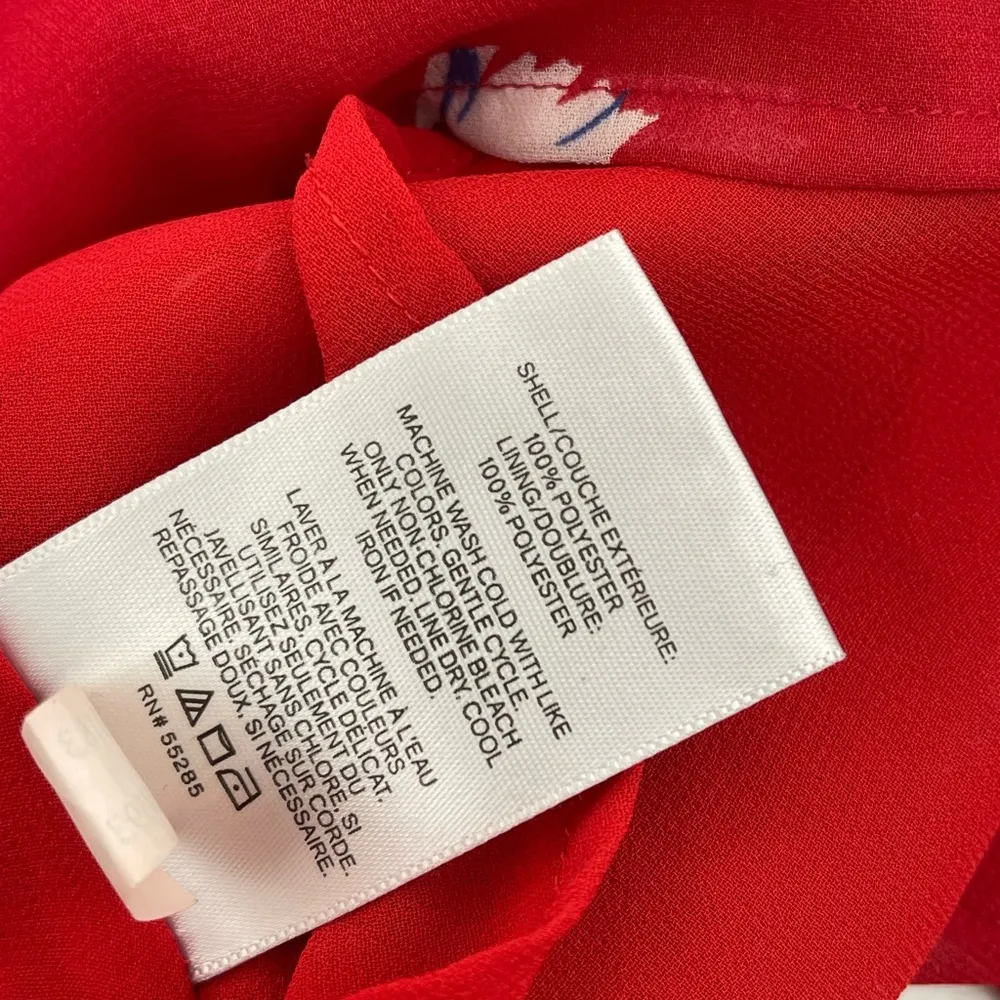 SHELL/COUCHE EXTÉRIEURE:
100% POLYESTER
LINING/DOUBLURE:
100% POLYESTER
MACHINE WASH COLD WITH LIKE
COLORS. GENTLE CYCLE.
ONLY NON-CHLORINE BLEACH
WHEN NEEDED. LINE DRY. COOL
IRON IF NEEDED.
LAVER À LA MACHINE À L'EAU
FROIDE AVEC COULEURS
SIMILAIRES, CYCLE DÉLICAT.
UTILISEZ SEULEMENT DU
JAVELLISANT SANS CHLORE, SI
NÉCESSAIRE. SÉCHAGE SUR CORDE.
REPASSAGE DOUX, SI NÉCESSAIRE.
RN# 55285